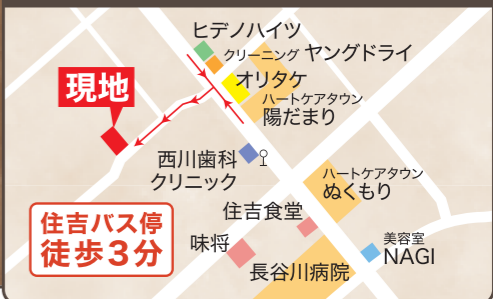 ヒデノハイツ
クリーニング ヤングドライ
オリタケ
ハートケアタウン
陽だまり
現地
西川歯科
クリニック
ハートケアタウン
ぬくもり
住吉食堂
住吉バス停
徒歩3分
味将
美容室
NAGI
長谷川病院